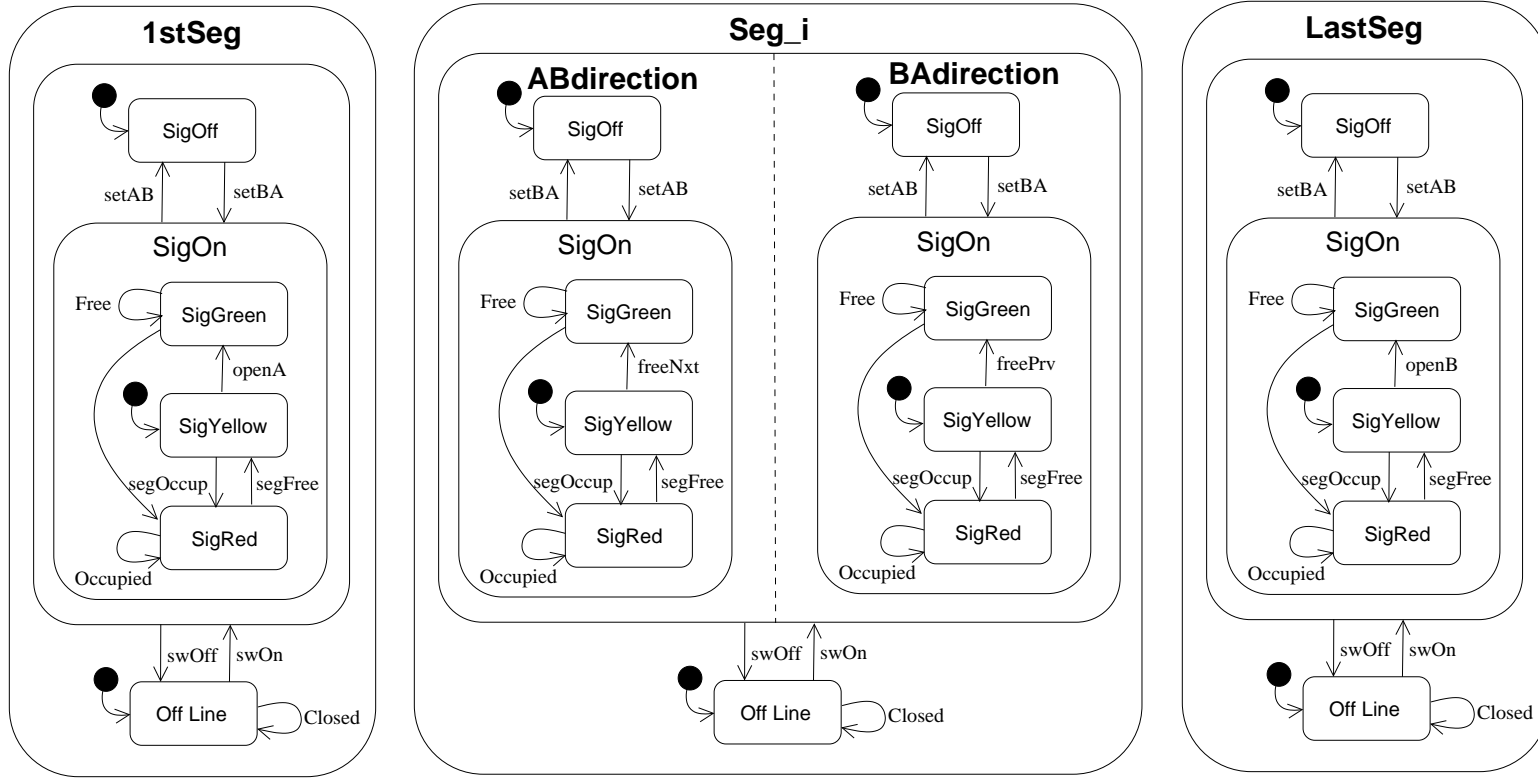 1stSeg
SigOff
setAB
setBA
SigOn
Free
SigGreen
openA
SigYellow
segOccup
segFree
SigRed
Occupied
swOff
swOn
Off Line
Closed
Seg_i
ABdirection
SigOff
setBA
setAB
SigOn
Free
SigGreen
freeNxt
SigYellow
segOccup
segFree
SigRed
Occupied
BAdirection
SigOff
setAB
setBA
SigOn
Free
SigGreen
freePrv
SigYellow
segOccup
segFree
SigRed
Occupied
swOff
swOn
Off Line
Closed
LastSeg
SigOff
setBA
setAB
SigOn
Free
SigGreen
openB
SigYellow
segOccup
segFree
SigRed
Occupied
swOff
swOn
Off Line
Closed